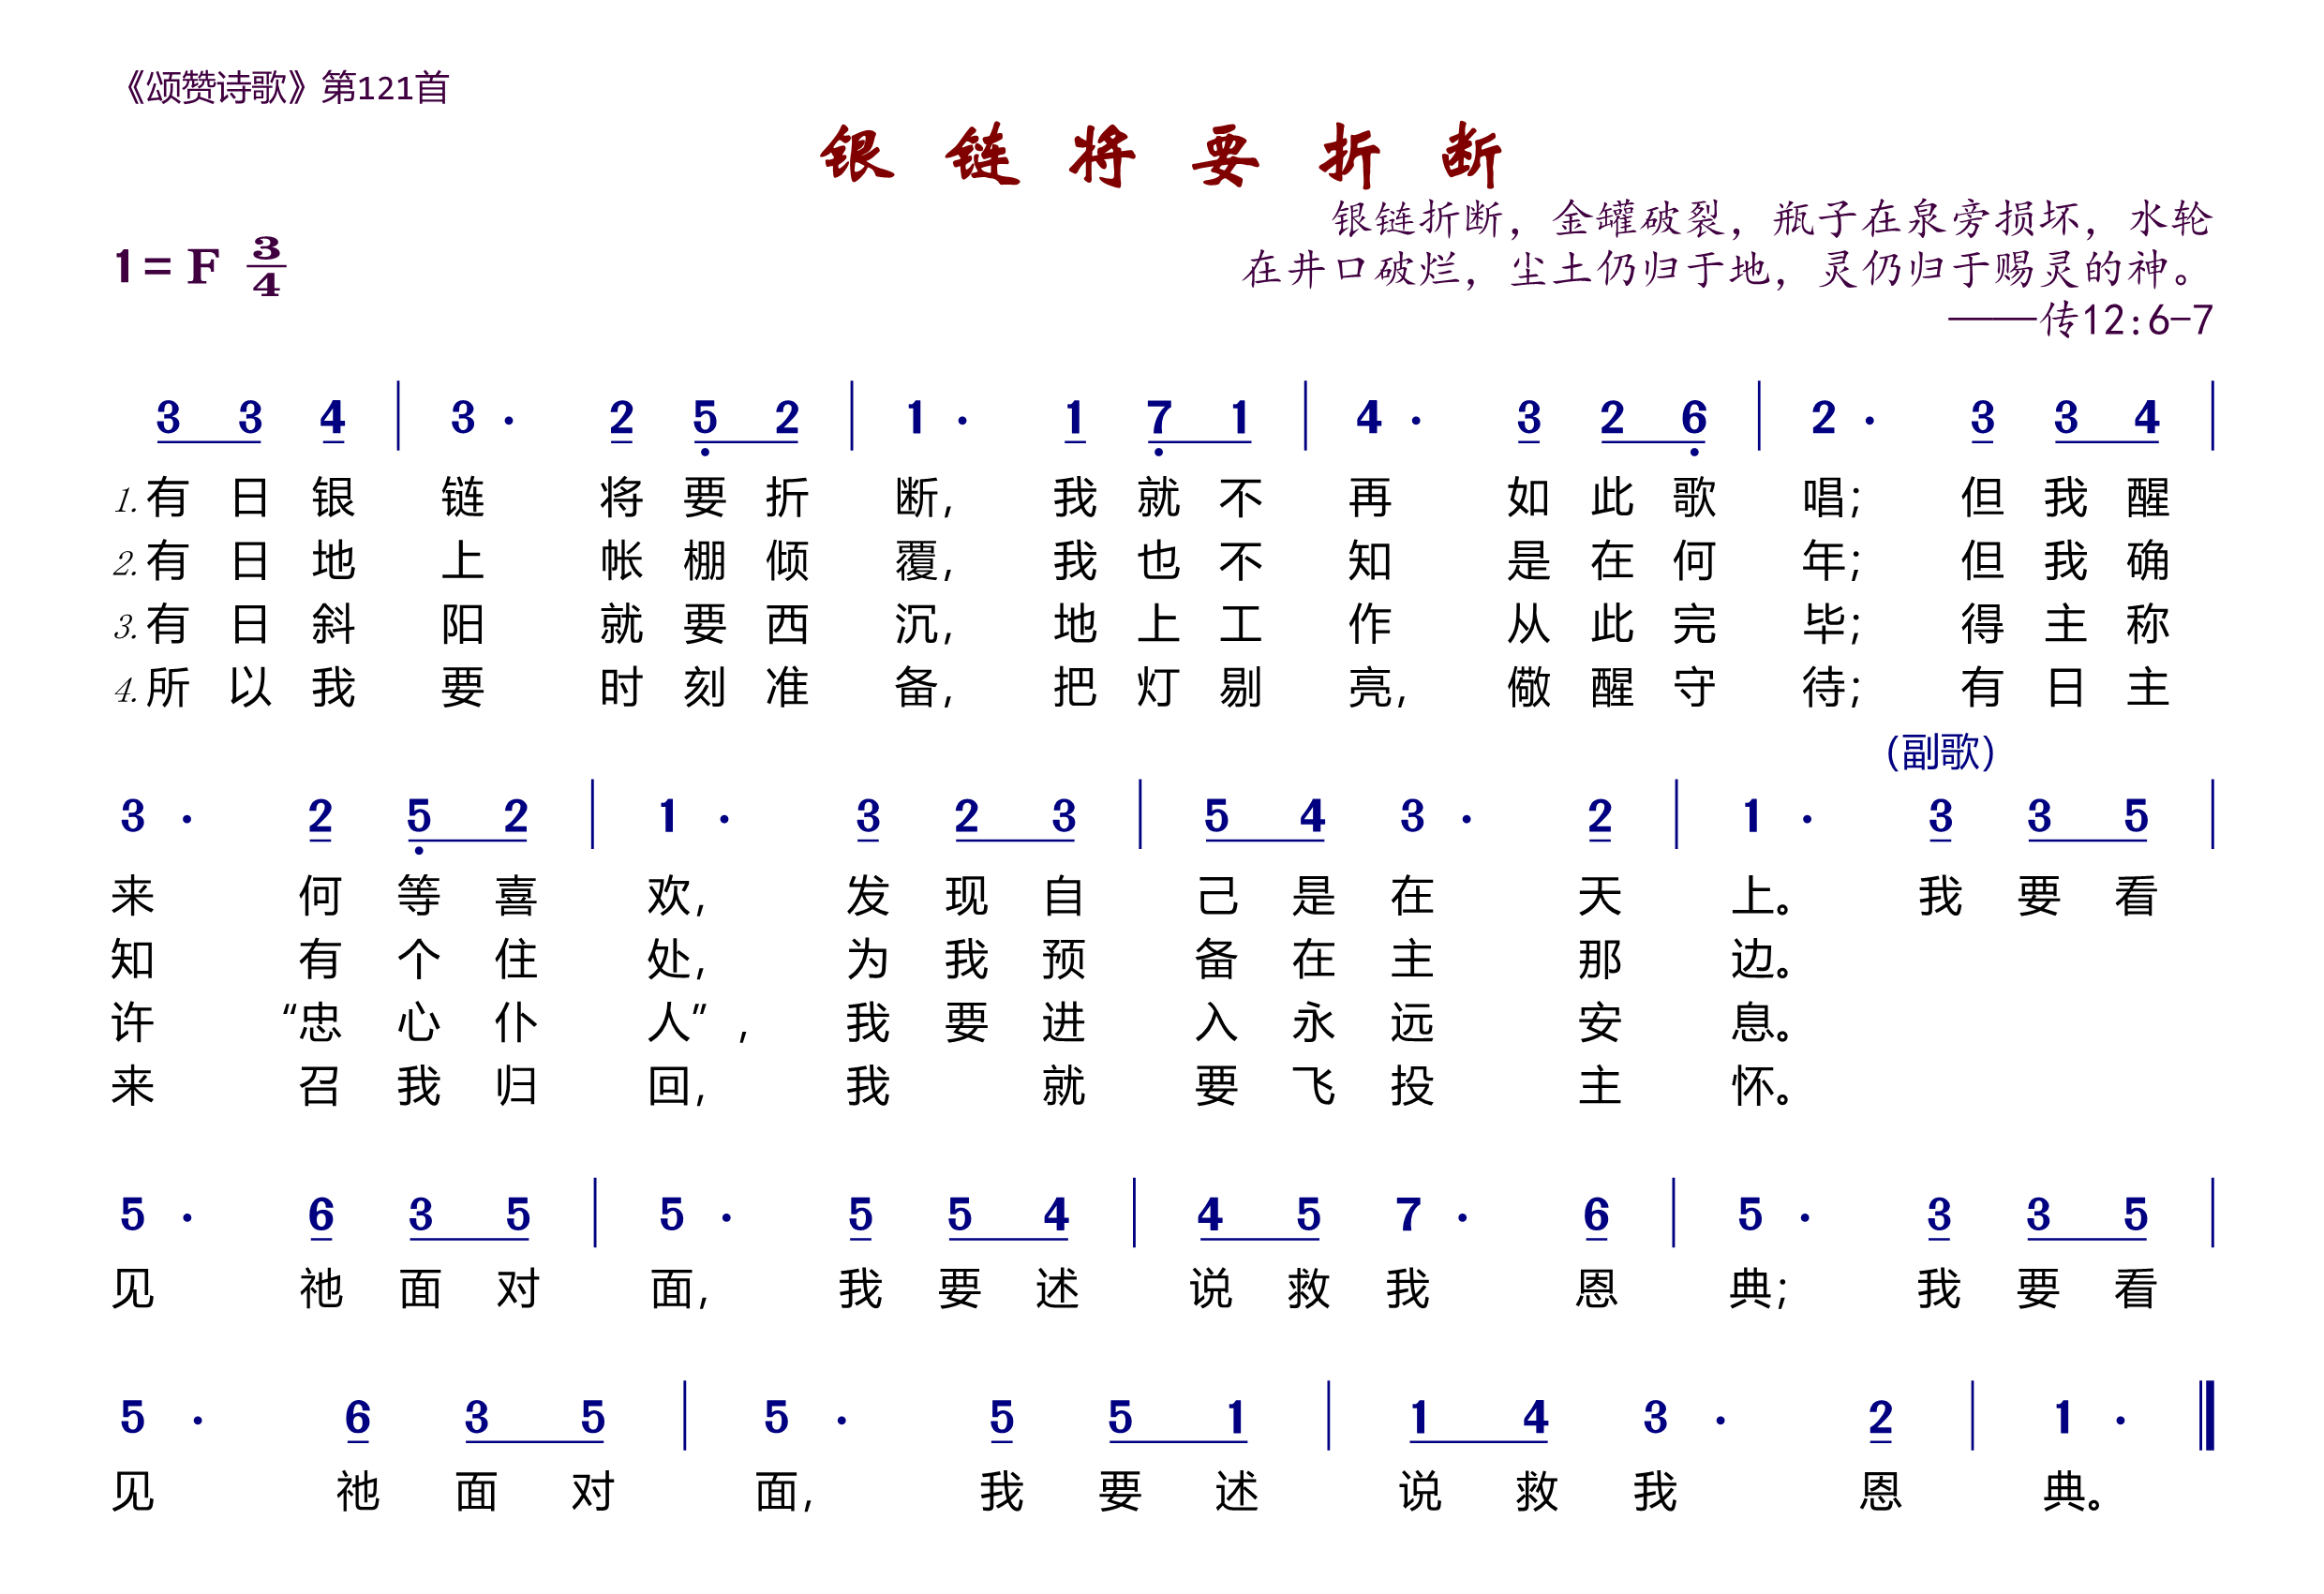 《颂赞诗歌》第121首
银链将要折断
银链折断，金罐破裂，瓶子在泉旁损坏，水轮
1=F 3/4
在井口破烂，尘土仍归于地，灵仍归于赐灵的神。
——传12:6-7
3 3 4 | 3· 2 5 2 | 1· 1 7 1 | 4· 3 2 6 | 2· 3 3 4 |
1.有日银链将要折断，我就不再如此歌唱；但我醒
2.有日地上帐棚倾覆，我也不知是在何年；但我确
3.有日斜阳就要西沉，地上工作从此完毕；得主称
4.所以我要时刻准备，把灯剔亮，儆醒守待；有日主
(副歌)
3· 2 5 2 | 1· 3 2 3 | 5 4 3· 2 | 1· 3 3 5 |
来何等喜欢，发现自己是在天上。我要看
知有个住处，为我预备在主那边。
许“忠心仆人”，我要进入永远安息。
来召我归回，我就要飞投主怀。
5· 6 3 5 | 5· 5 5 4 | 4 5 7· 6 | 5· 3 3 5 |
见祂面对面，我要述说救我恩典；我要看
5· 6 3 5 | 5· 5 5 1 | 1 4 3· 2 | 1· ‖
见祂面对面，我要述说救我恩典。